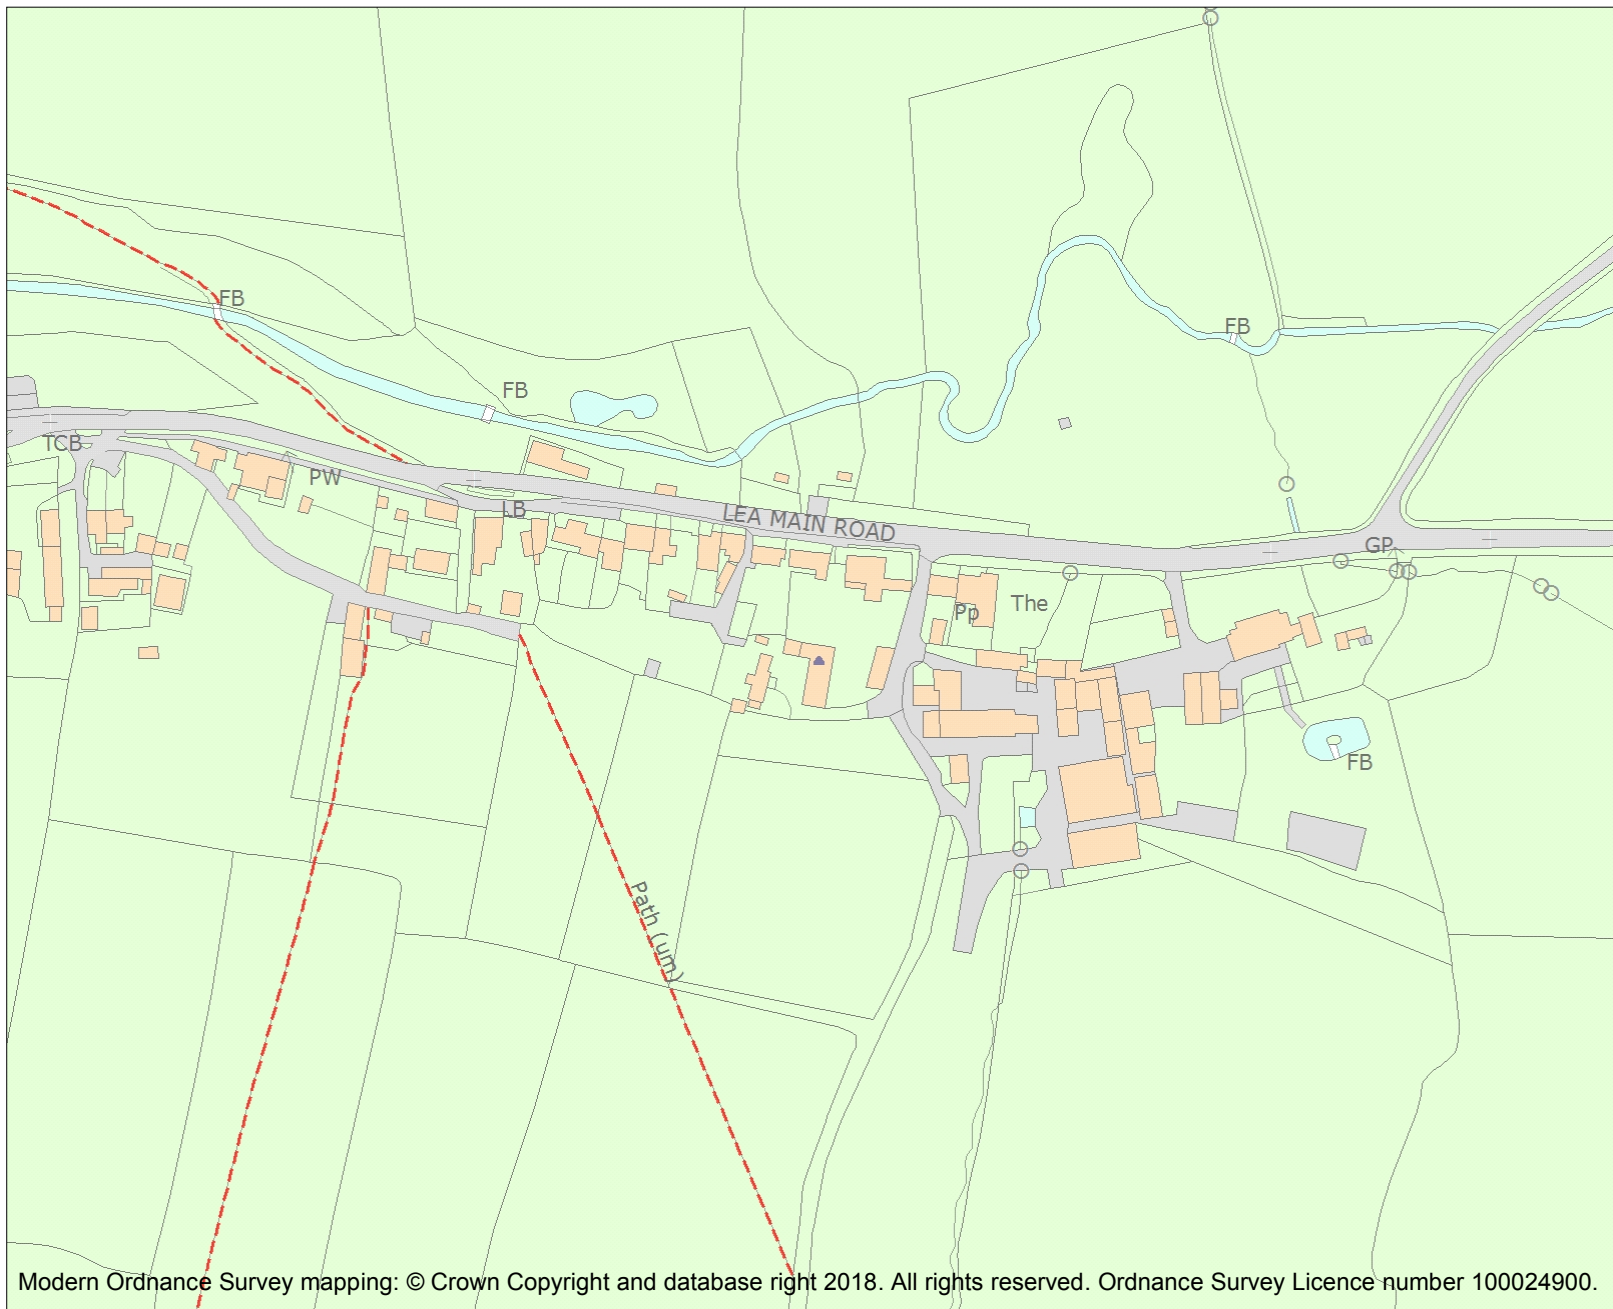 FB
FB
FB
TCB
PW
LB
LEA MAIN ROAD
GP
Pp
The
FB
Path (um)
Modern Ordnance Survey mapping: © Crown Copyright and database right 2018. All rights reserved. Ordnance Survey Licence number 100024900.